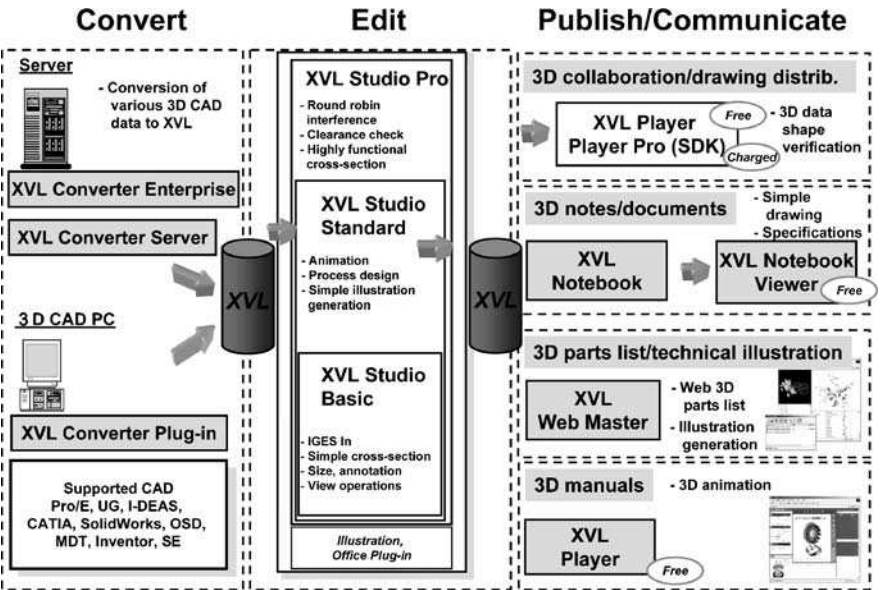 Convert
Edit
Publish/Communicate
Server
- Conversion of
various 3D CAD
data to XVL
XVL Converter Enterprise
XVL Converter Server
3 D CAD PC
XVL Converter Plug-in
Supported CAD
Pro/E, UG, I-DEAS,
CATIA, SolidWorks, OSD,
MDT, Inventor, SE
XVL
XVL Studio Pro
- Round robin
interference
- Clearance check
- Highly functional
cross-section
XVL Studio
Standard
- Animation
- Process design
- Simple illustration
generation
XVL Studio
Basic
- IGES In
- Simple cross-section
- Size, annotation
- View operations
Illustration,
Office Plug-in
XVL
3D collaboration/drawing distrib.
XVL Player
Player Pro (SDK)
Free
Charged
- 3D data
shape
verification
3D notes/documents
- Simple
drawing
- Specifications
XVL
Notebook
XVL Notebook
Viewer
Free
3D parts list/technical illustration
XVL
Web Master
- Web 3D
parts list
- Illustration
generation
3D manuals
- 3D animation
XVL
Player
Free